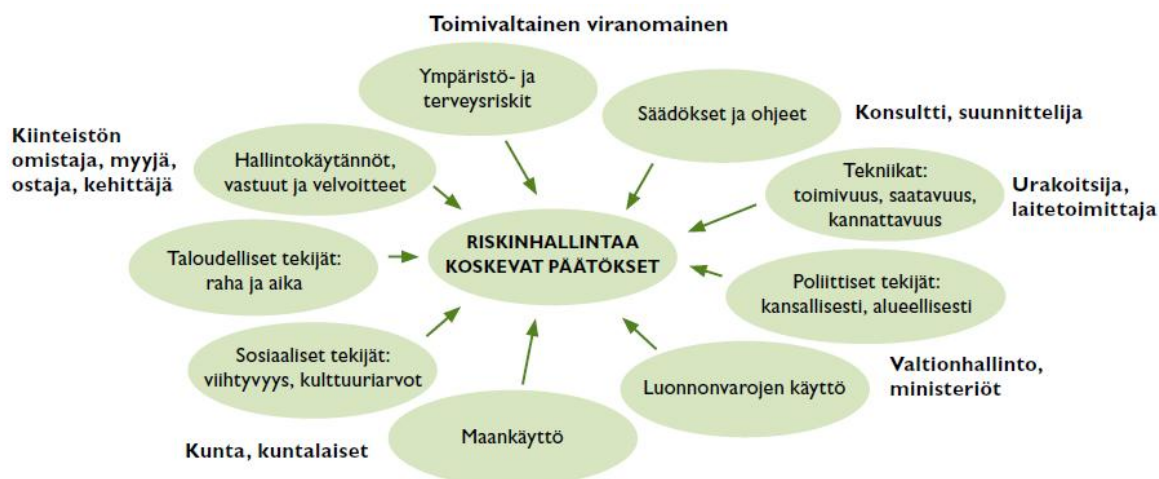 Toimivaltainen viranomainen
Ympäristö- ja
terveysriskit
Säädökset ja ohjeet
Konsultti, suunnittelija
Kiinteistön
omistaja, myyjä,
ostaja, kehittäjä
Hallintokäytännöt,
vastuut ja velvoitteet
Tekniikat:
toimivuus, saatavuus,
kannattavuus
Urakoitsija,
laitetoimittaja
RISKINHALLINTAA
KOSKEVAT PÄÄTÖKSET
Taloudelliset tekijät:
raha ja aika
Poliittiset tekijät:
kansallisesti, alueellisesti
Sosiaaliset tekijät:
viihtyvyys, kulttuuriarvot
Luonnonvarojen käyttö
Valtionhallinto,
ministeriöt
Maankäyttö
Kunta, kuntalaiset